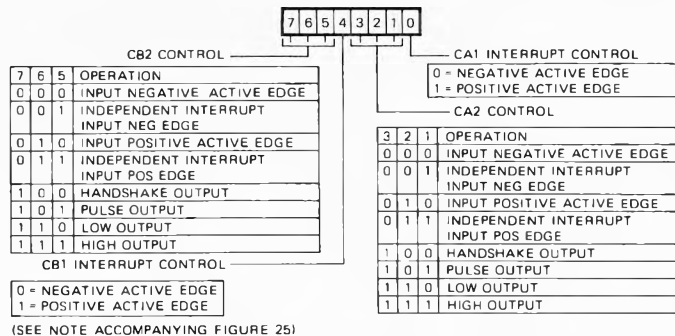 7 6 5 4 3 2 1 0
CB2 CONTROL
7 6 5 OPERATION
0 0 0 INPUT NEGATIVE ACTIVE EDGE
0 0 1 INDEPENDENT INTERRUPT
INPUT NEG EDGE
0 1 0 INPUT POSITIVE ACTIVE EDGE
0 1 1 INDEPENDENT INTERRUPT
INPUT POS EDGE
1 0 0 HANDSHAKE OUTPUT
1 0 1 PULSE OUTPUT
1 1 0 LOW OUTPUT
1 1 1 HIGH OUTPUT
CB1 INTERRUPT CONTROL
0 = NEGATIVE ACTIVE EDGE
1 = POSITIVE ACTIVE EDGE
(SEE NOTE ACCOMPANYING FIGURE 25)
CA1 INTERRUPT CONTROL
0 = NEGATIVE ACTIVE EDGE
1 = POSITIVE ACTIVE EDGE
CA2 CONTROL
3 2 1 OPERATION
0 0 0 INPUT NEGATIVE ACTIVE EDGE
0 0 1 INDEPENDENT INTERRUPT
INPUT NEG EDGE
0 1 0 INPUT POSITIVE ACTIVE EDGE
0 1 1 INDEPENDENT INTERRUPT
INPUT POS EDGE
1 0 0 HANDSHAKE OUTPUT
1 0 1 PULSE OUTPUT
1 1 0 LOW OUTPUT
1 1 1 HIGH OUTPUT